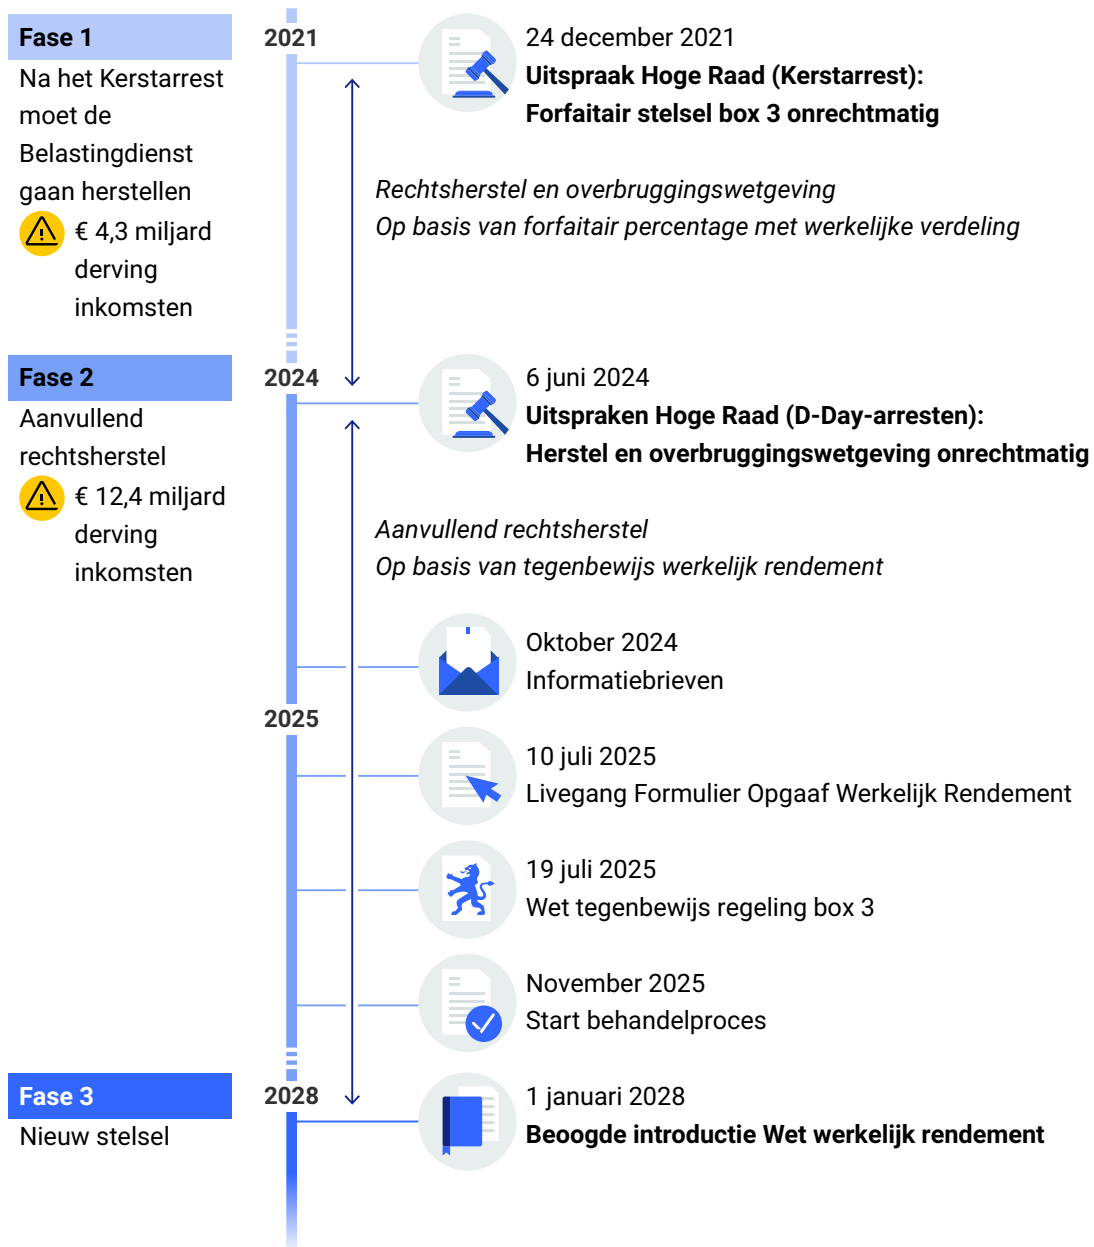 Fase 1
Na het Kerstarrest
moet de
Belastingdienst
gaan herstellen
€ 4,3 miljard
derving
inkomsten
2021
24 december 2021
Uitspraak Hoge Raad (Kerstarrest):
Forfaitair stelsel box 3 onrechtmatig
Rechtsherstel en overbruggingswetgeving
Op basis van forfaitair percentage met werkelijke verdeling
Fase 2
Aanvullend
rechtsherstel
€ 12,4 miljard
derving
inkomsten
2024
6 juni 2024
Uitspraken Hoge Raad (D-Day-arresten):
Herstel en overbruggingswetgeving onrechtmatig
Aanvullend rechtsherstel
Op basis van tegenbewijs werkelijk rendement
Oktober 2024
Informatiebrieven
2025
10 juli 2025
Livegang Formulier Opgaaf Werkelijk Rendement
19 juli 2025
Wet tegenbewijs regeling box 3
November 2025
Start behandelproces
Fase 3
Nieuw stelsel
2028
1 januari 2028
Beoogde introductie Wet werkelijk rendement